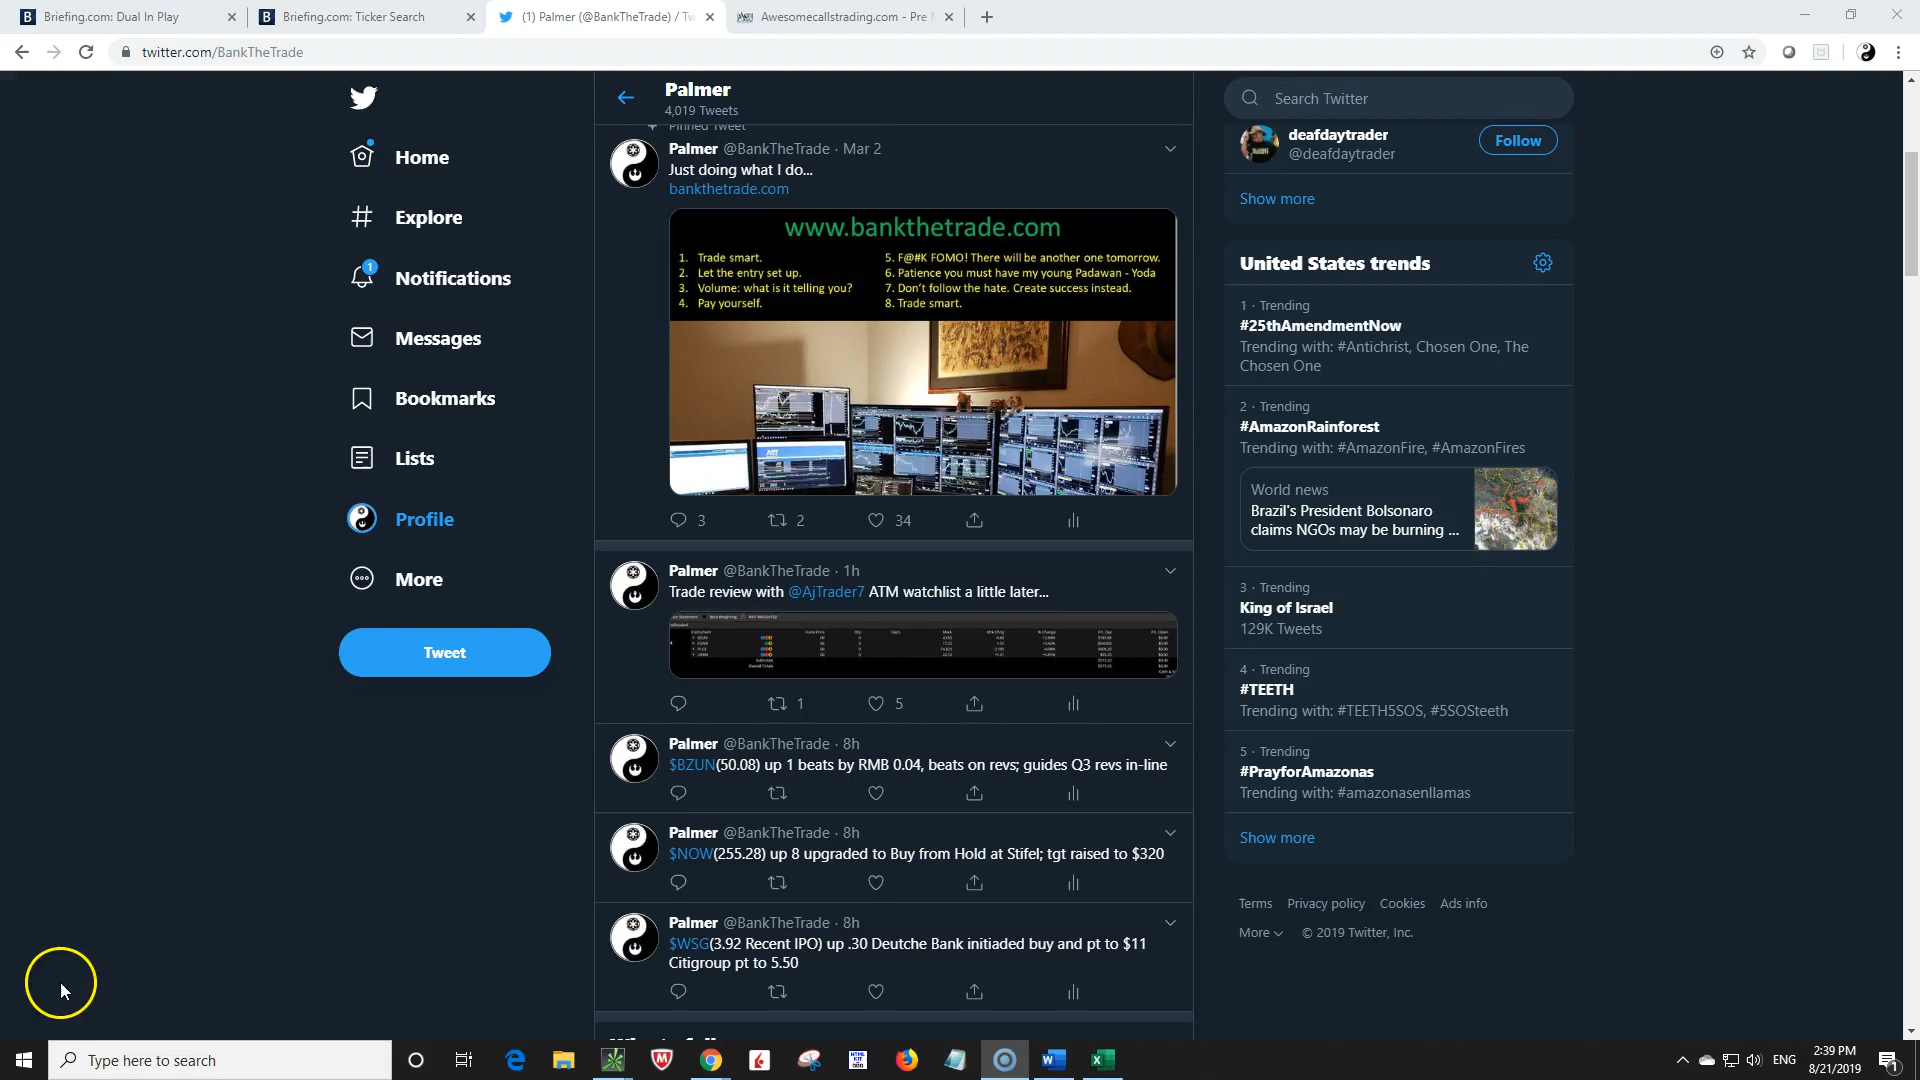 Briefing.com: Dual In Play
Briefing.com: Ticker Search
(1) Palmer (@BankTheTrade) / Tw
Awesomecallstrading.com - Pre
twitter.com/BankTheTrade
Home
Explore
1
Notifications
Messages
Bookmarks
Lists
Profile
More
Tweet
Palmer
4,019 Tweets
Pinned Tweet
Palmer @BankTheTrade · Mar 2
Just doing what I do...
bankthetrade.com
www.bankthetrade.com
1. Trade smart.
2. Let the entry set up.
3. Volume: what is it telling you?
4. Pay yourself.
5. F@#K FOMO! There will be another one tomorrow.
6. Patience you must have my young Padawan - Yoda
7. Don't follow the hate. Create success instead.
8. Trade smart.
3 2 34
Palmer @BankTheTrade · 1h
Trade review with @AjTrader7 ATM watchlist a little later...
1 5
Palmer @BankTheTrade · 8h
$BZUN(50.08) up 1 beats by RMB 0.04, beats on revs; guides Q3 revs in-line
Palmer @BankTheTrade · 8h
$NOW(255.28) up 8 upgraded to Buy from Hold at Stifel; tgt raised to $320
Palmer @BankTheTrade · 8h
$WSG(3.92 Recent IPO) up .30 Deutche Bank initiaded buy and pt to $11
Citigroup pt to 5.50
Search Twitter
deafdaytrader
@deafdaytrader
Follow
Show more
United States trends
1 · Trending
#25thAmendmentNow
Trending with: #Antichrist, Chosen One, The
Chosen One
2 · Trending
#AmazonRainforest
Trending with: #AmazonFire, #AmazonFires
World news
Brazil's President Bolsonaro
claims NGOs may be burning ...
3 · Trending
King of Israel
129K Tweets
4 · Trending
#TEETH
Trending with: #TEETH5SOS, #5SOSteeth
5 · Trending
#PrayforAmazonas
Trending with: #amazonasenllamas
Show more
Terms Privacy policy Cookies Ads info
More © 2019 Twitter, Inc.
Type here to search
ENG
2:39 PM
8/21/2019
1